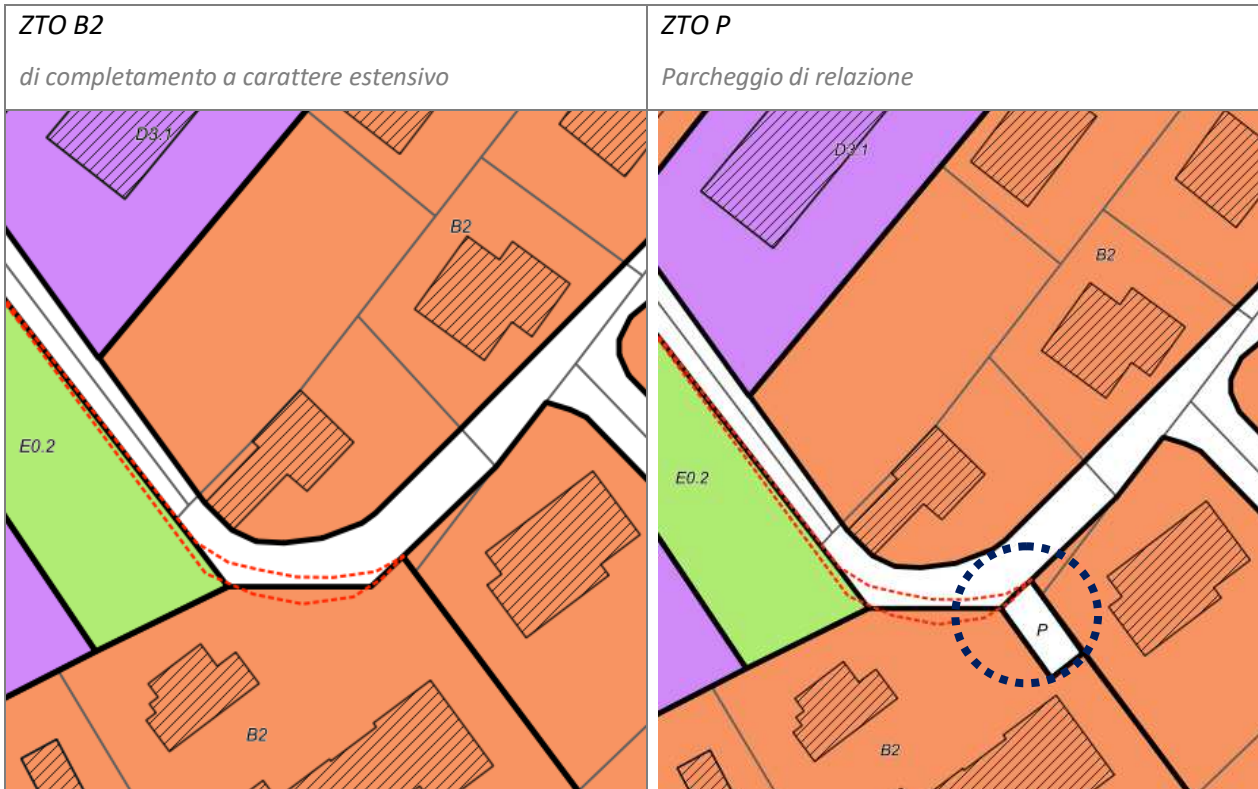 ZTO B2
di completamento a carattere estensivo
ZTO P
Parcheggio di relazione
D3.1
B2
E0.2
B2
D3.1
B2
E0.2
P
B2